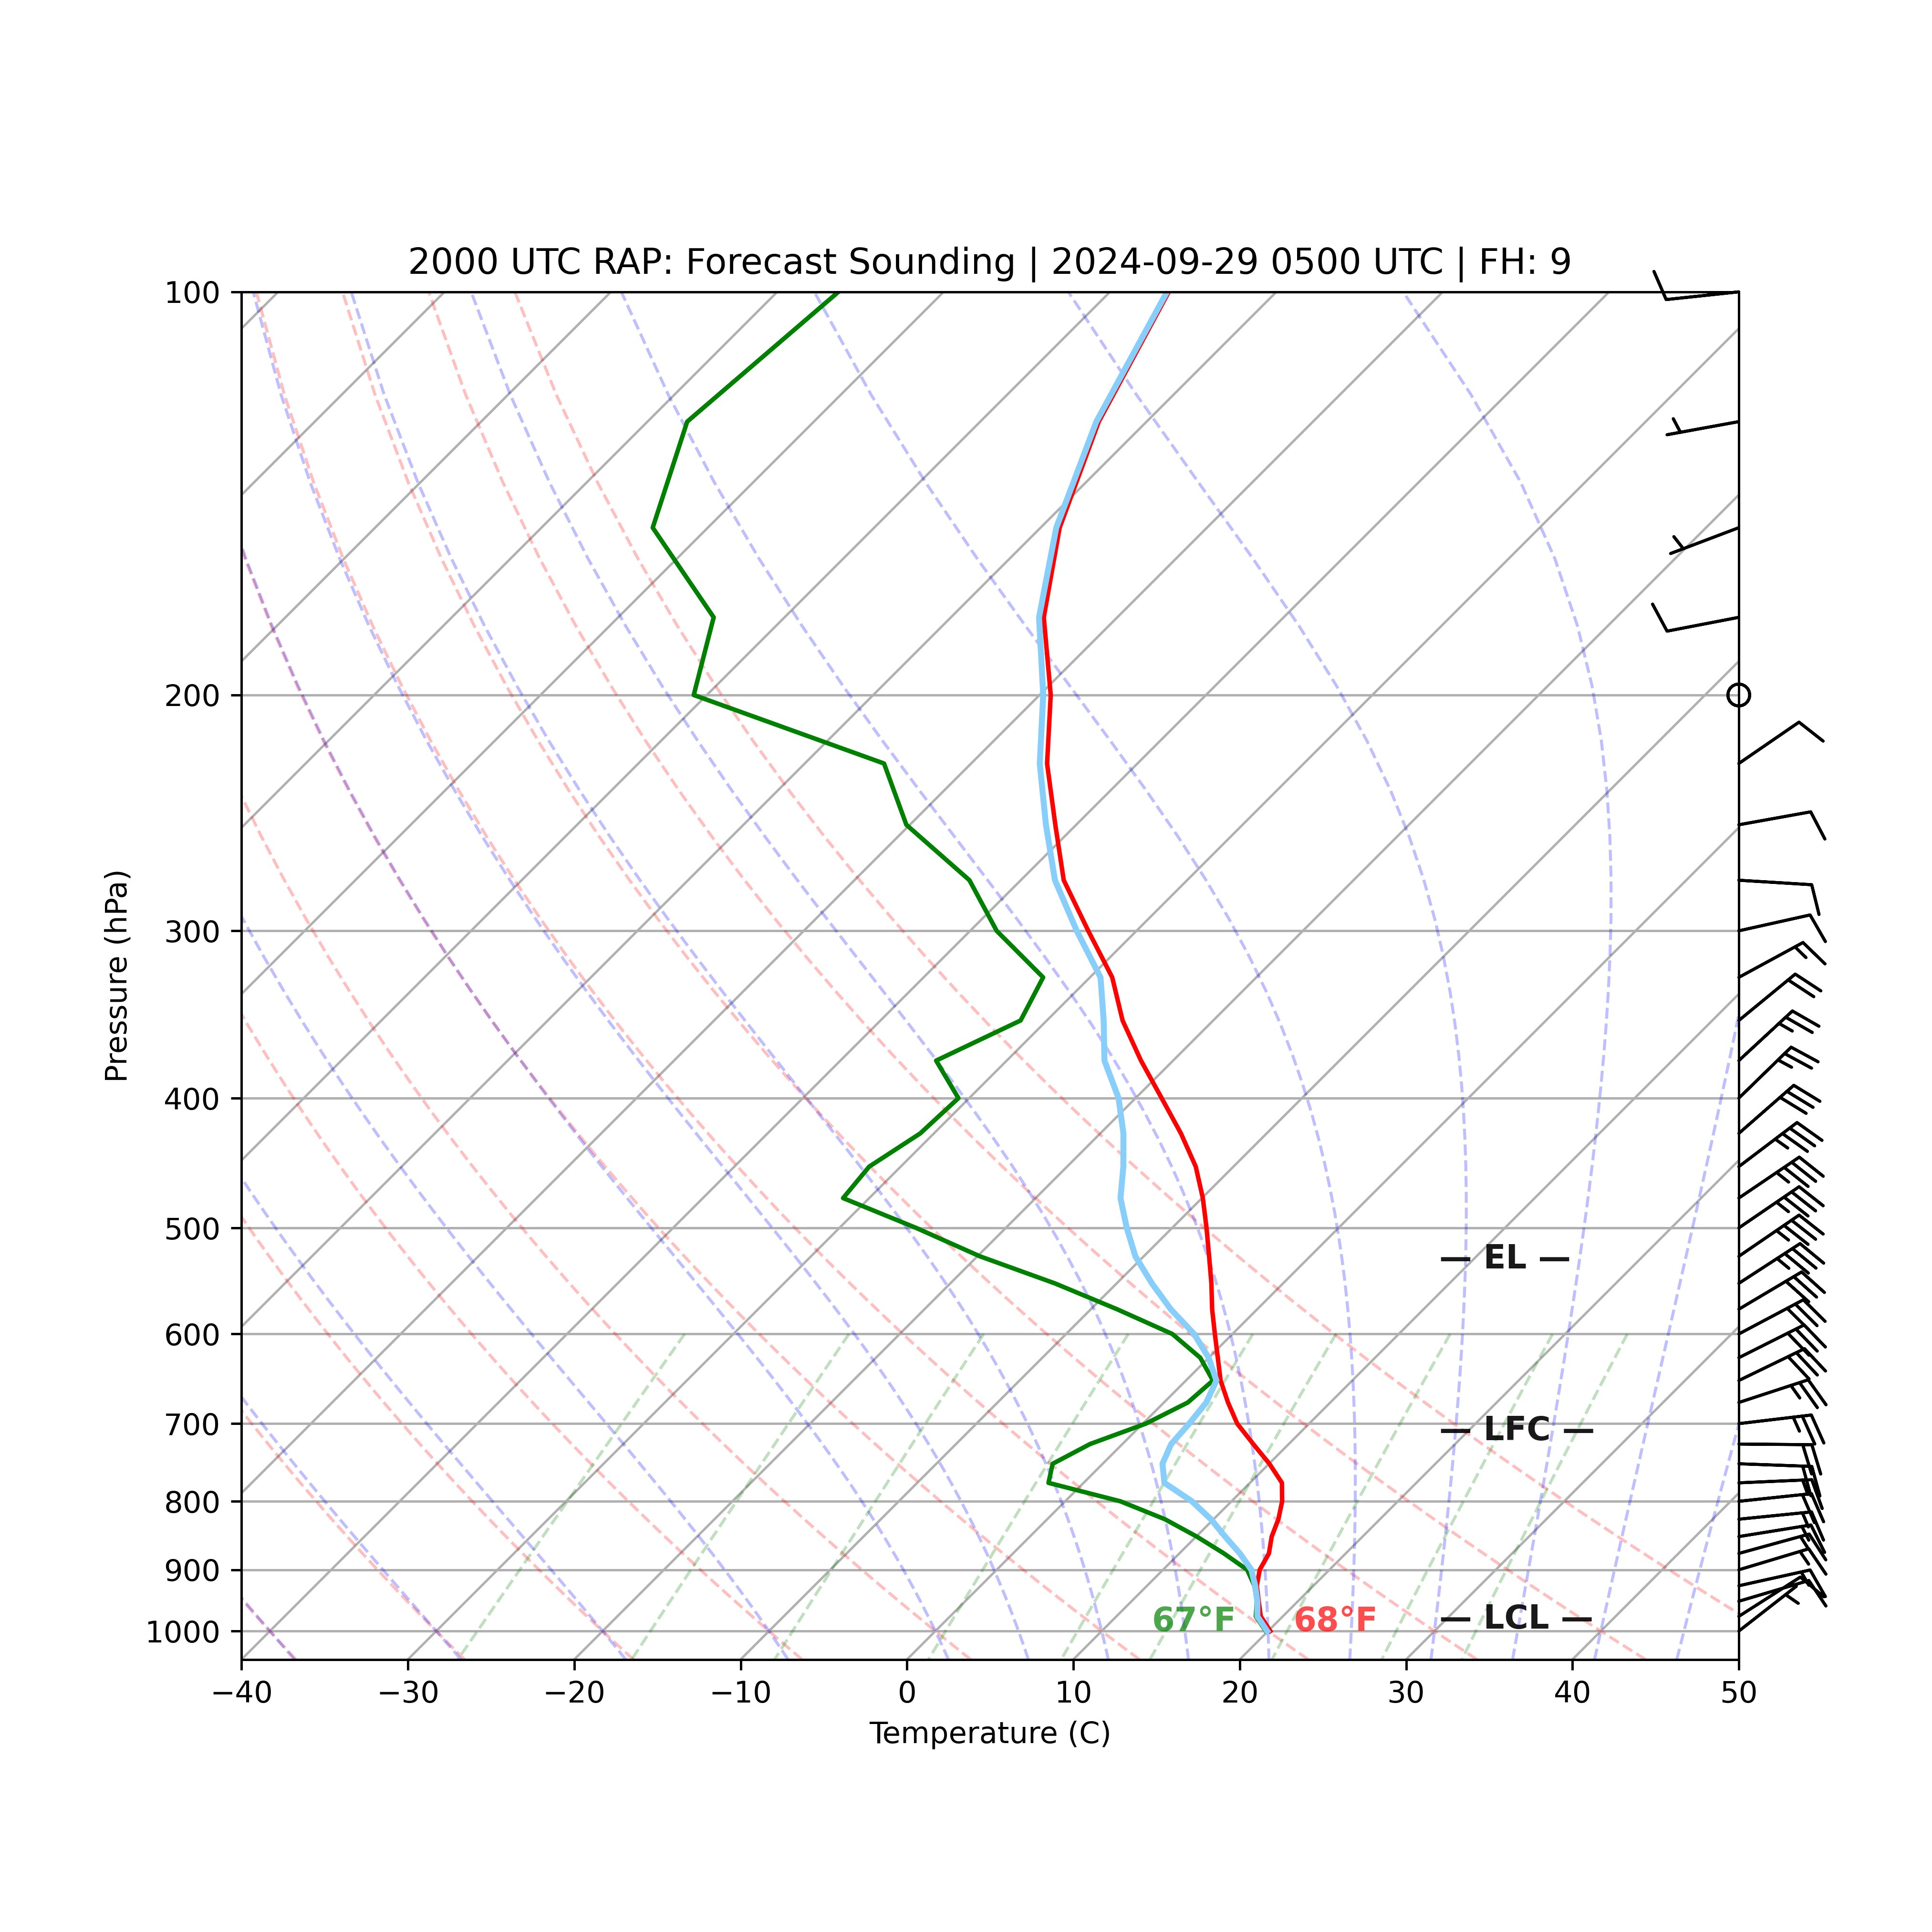 2000 UTC RAP: Forecast Sounding | 2024-09-29 0500 UTC | FH: 9
100
200
300
400
500
600
700
800
900
1000
Pressure (hPa)
— EL —
— LFC —
— LCL —
67°F 68°F
−40 −30 −20 −10 0 10 20 30 40 50
Temperature (C)